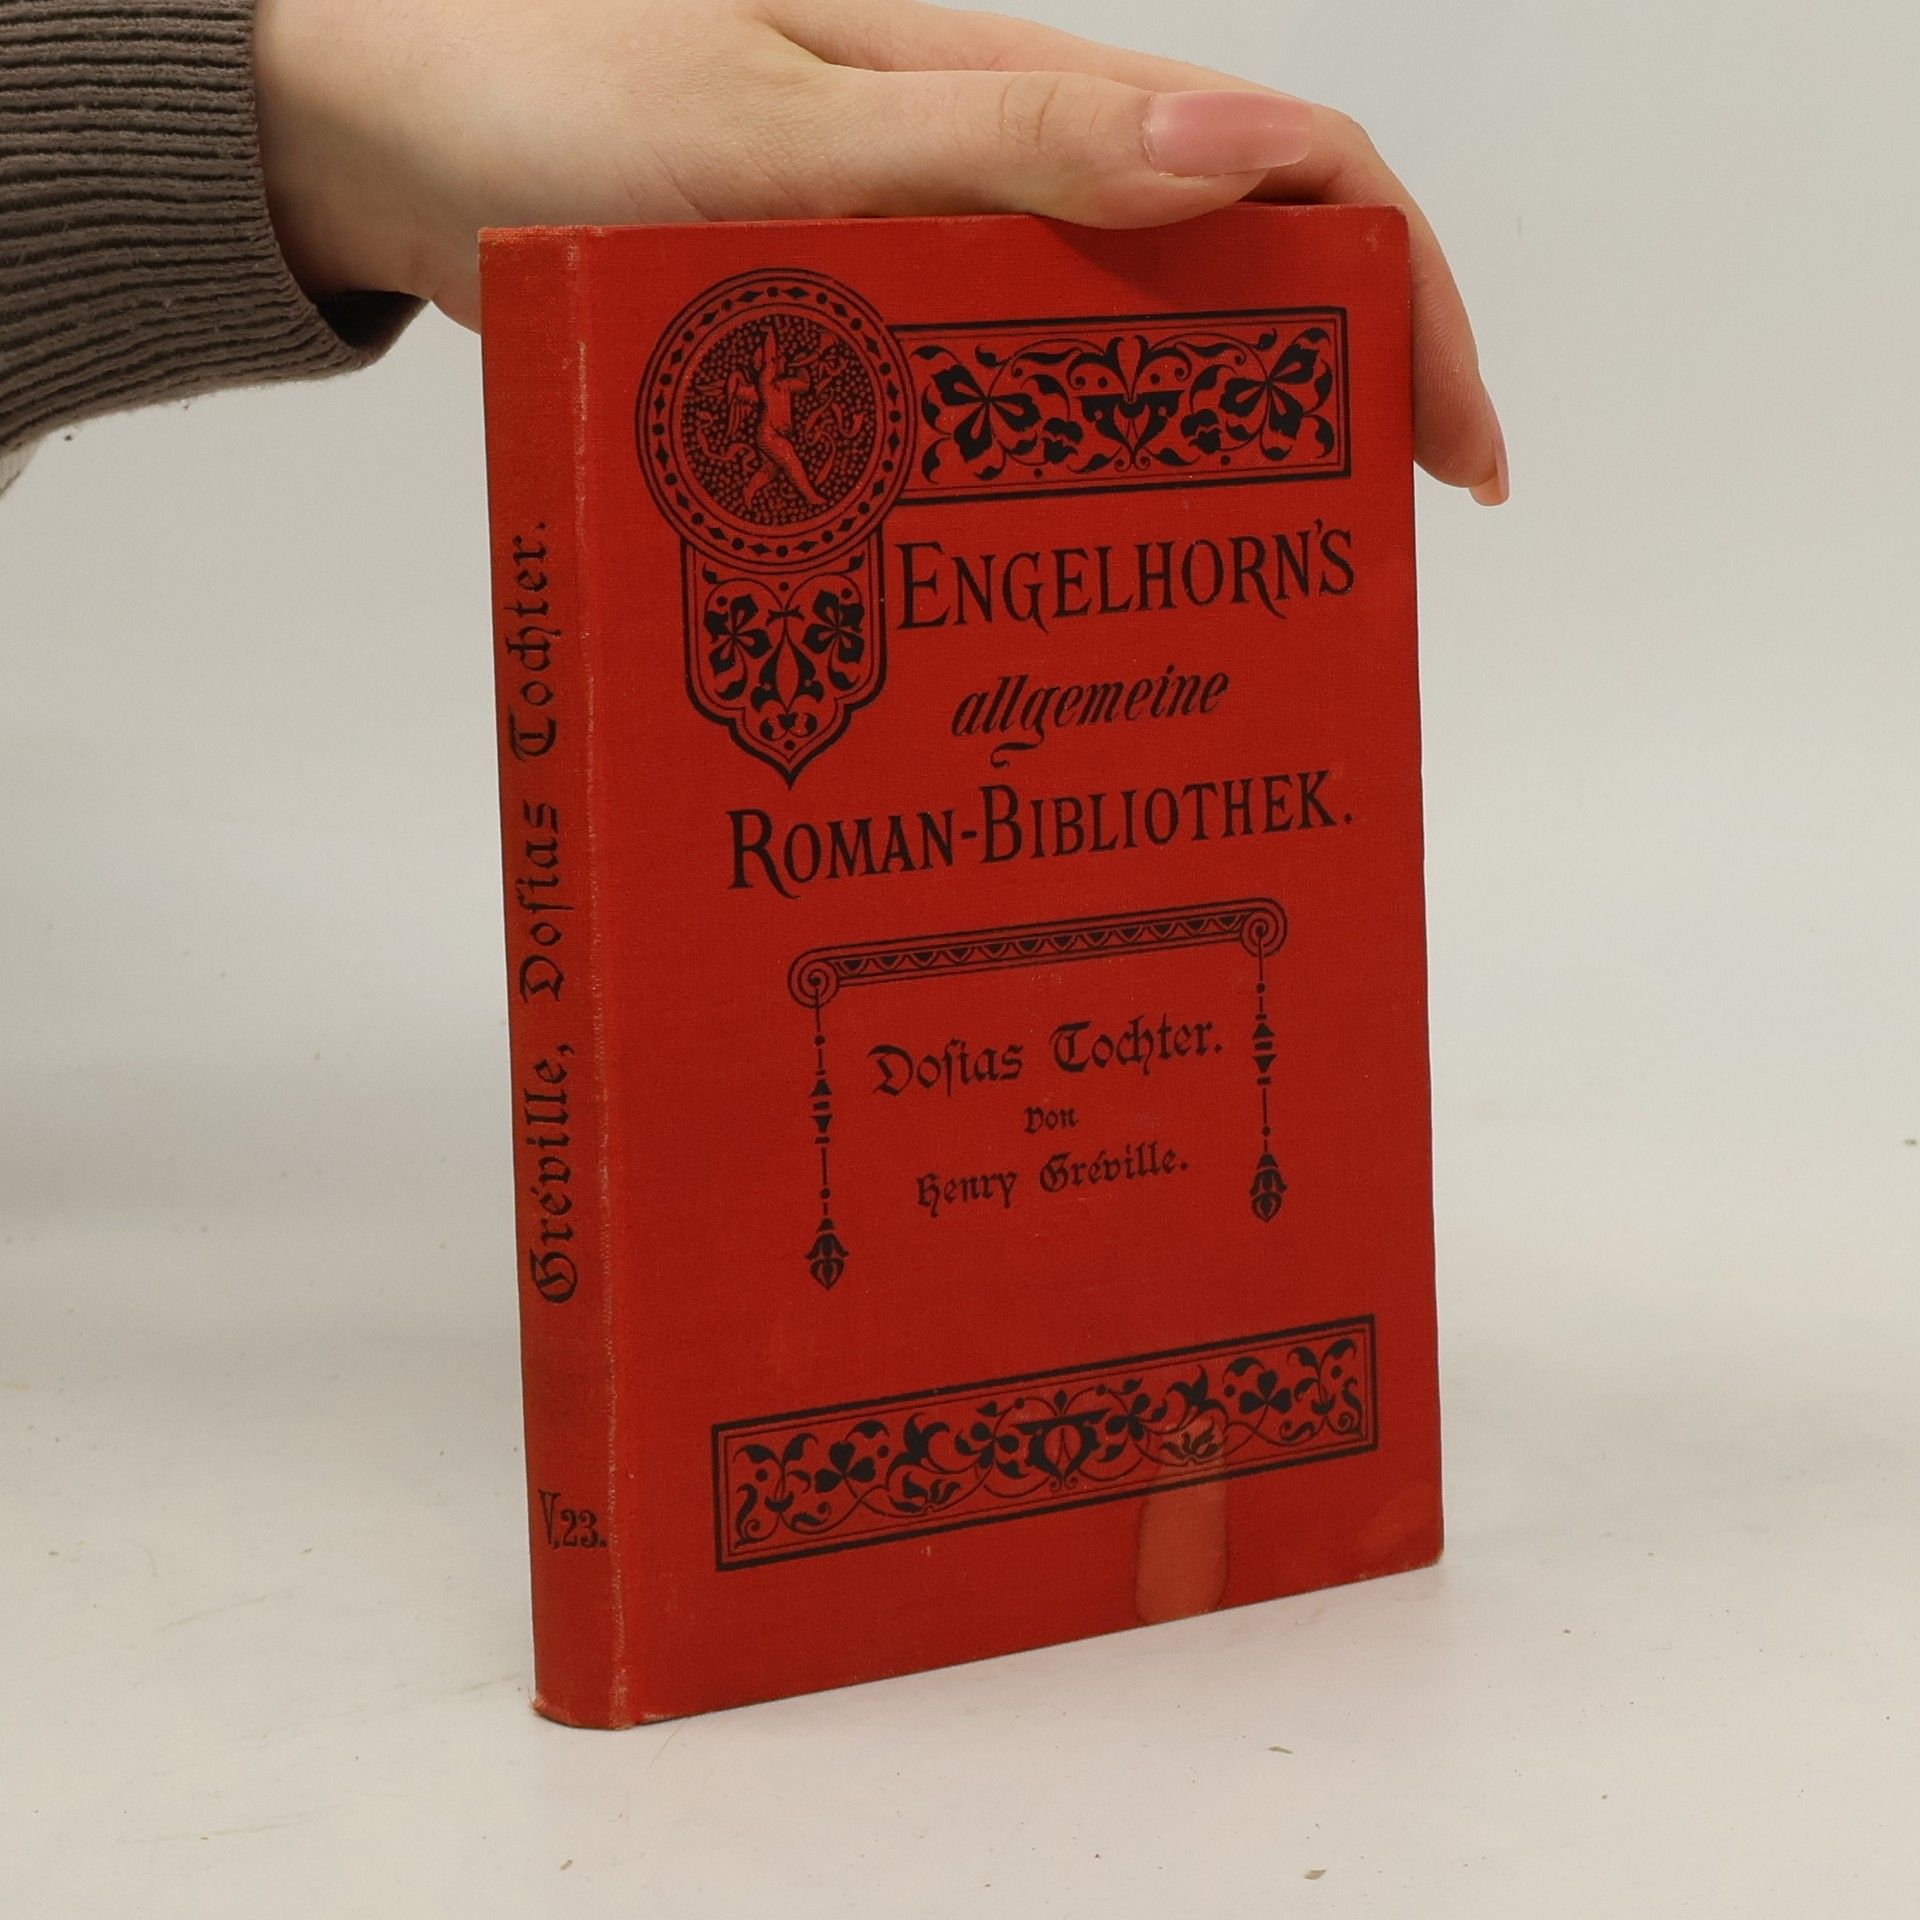 ENGELHORN'S
allgemeine
ROMAN-BIBLIOTHEK.
Doſias Tochter.
Von
Henry Gréville.
Gréville, Doſias Tochter.
V,23.